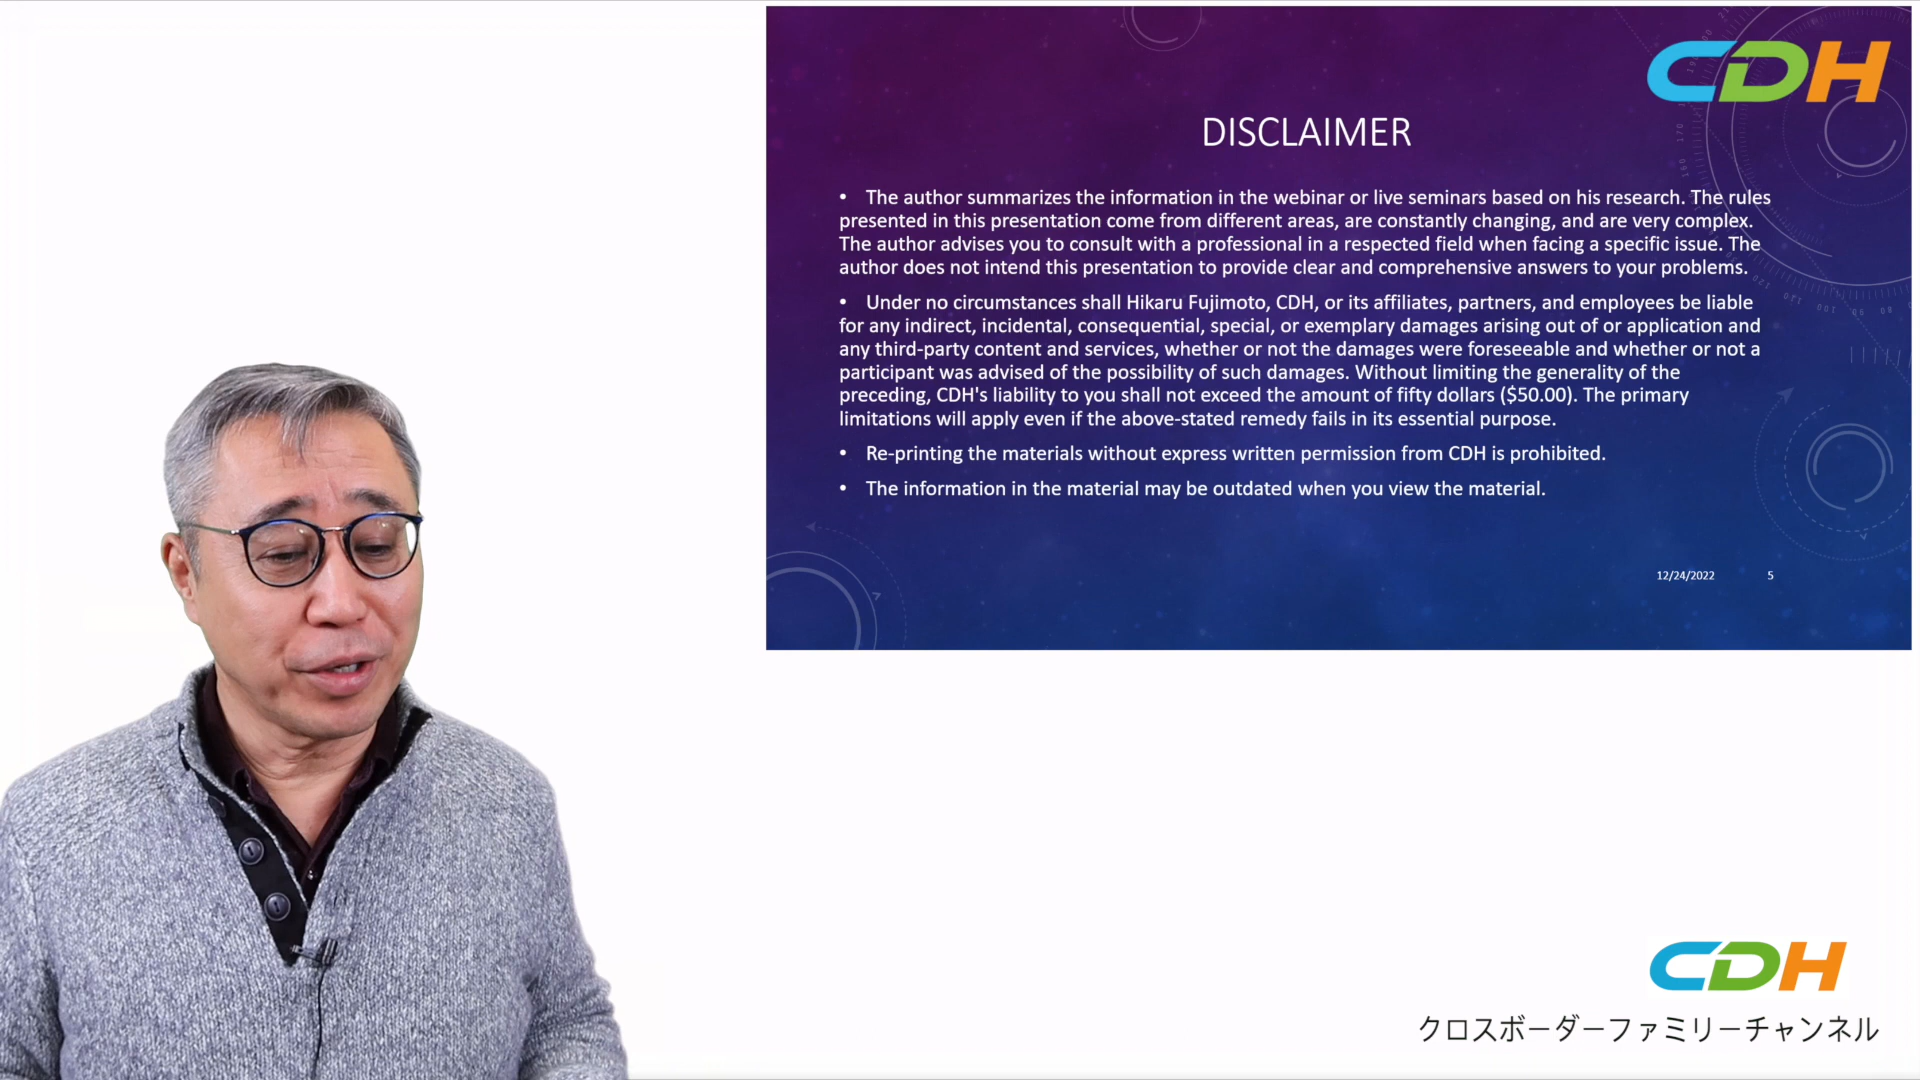 CDH
DISCLAIMER
• The author summarizes the information in the webinar or live seminars based on his research. The rules
presented in this presentation come from different areas, are constantly changing, and are very complex.
The author advises you to consult with a professional in a respected field when facing a specific issue. The
author does not intend this presentation to provide clear and comprehensive answers to your problems.
• Under no circumstances shall Hikaru Fujimoto, CDH, or its affiliates, partners, and employees be liable
for any indirect, incidental, consequential, special, or exemplary damages arising out of or application and
any third-party content and services, whether or not the damages were foreseeable and whether or not a
participant was advised of the possibility of such damages. Without limiting the generality of the
preceding, CDH's liability to you shall not exceed the amount of fifty dollars ($50.00). The primary
limitations will apply even if the above-stated remedy fails in its essential purpose.
• Re-printing the materials without express written permission from CDH is prohibited.
• The information in the material may be outdated when you view the material.
12/24/2022 5
CDH
クロスボーダーファミリーチャンネル